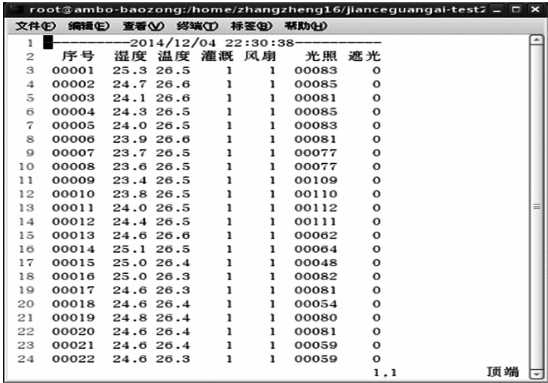 root@ambo-baozong:/home/zhangzheng16/jianceguangai-test2
文件(F) 编辑(E) 查看(V) 终端(T) 标签(B) 帮助(H)
1 ----------2014/12/04 22:30:38----------
2 序号 湿度 温度 灌溉 风扇 光照 遮光
3 00001 25.3 26.5 1 1 00083 0
4 00002 24.7 26.6 1 1 00085 0
5 00003 24.1 26.6 1 1 00081 0
6 00004 24.3 26.5 1 1 00085 0
7 00005 24.0 26.5 1 1 00083 0
8 00006 23.9 26.6 1 1 00081 0
9 00007 23.7 26.5 1 1 00077 0
10 00008 23.6 26.5 1 1 00077 0
11 00009 23.4 26.5 1 1 00109 0
12 00010 23.8 26.5 1 1 00110 0
13 00011 24.0 26.5 1 1 00112 0
14 00012 24.4 26.5 1 1 00111 0
15 00013 24.6 26.6 1 1 00062 0
16 00014 25.1 26.5 1 1 00064 0
17 00015 25.0 26.4 1 1 00048 0
18 00016 25.0 26.3 1 1 00082 0
19 00017 24.6 26.3 1 1 00081 0
20 00018 24.6 26.4 1 1 00054 0
21 00019 24.8 26.4 1 1 00080 0
22 00020 24.6 26.4 1 1 00081 0
23 00021 24.6 26.4 1 1 00059 0
24 00022 24.6 26.3 1 1 00059 0
1,1 顶端